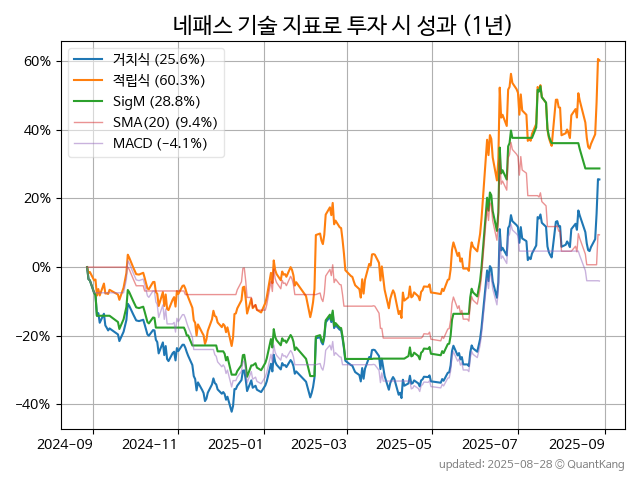 네패스 기술 지표로 투자 시 성과 (1년)
거치식 (25.6%)
적립식 (60.3%)
SigM (28.8%)
SMA(20) (9.4%)
MACD (−4.1%)
60%
40%
20%
0%
−20%
−40%
2024-09
2024-11
2025-01
2025-03
2025-05
2025-07
2025-09
updated: 2025-08-28 © QuantKang